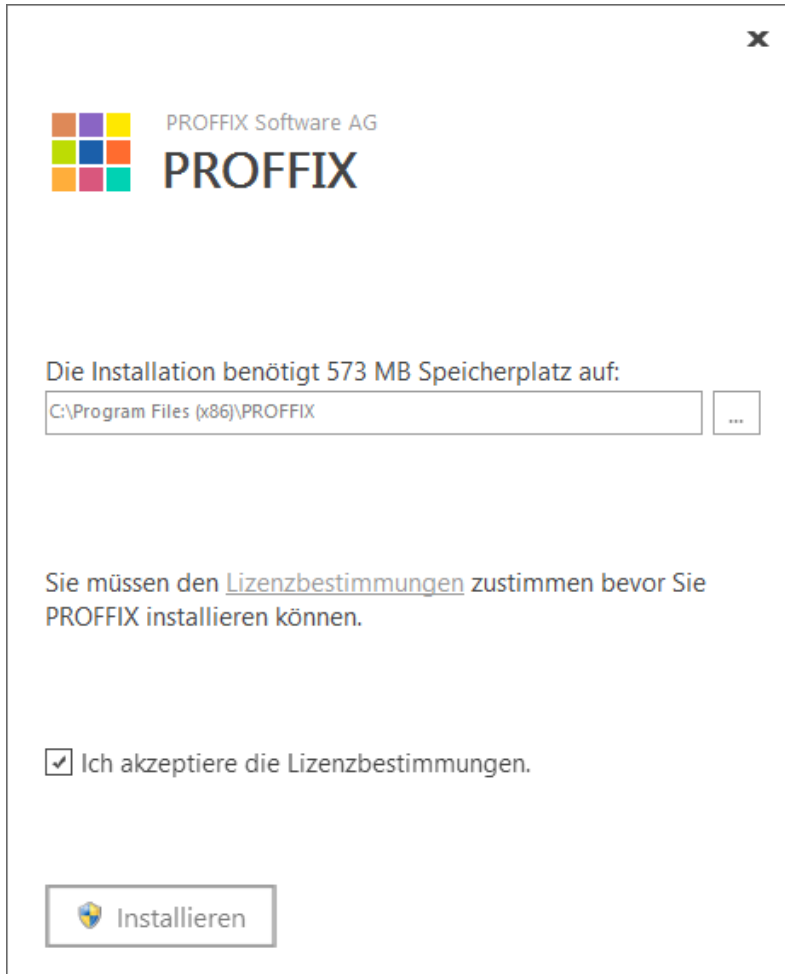 PROFFIX Software AG
PROFFIX
Die Installation benötigt 573 MB Speicherplatz auf:
C:\Program Files (x86)\PROFFIX
...
Sie müssen den Lizenzbestimmungen zustimmen bevor Sie
PROFFIX installieren können.
Ich akzeptiere die Lizenzbestimmungen.
Installieren